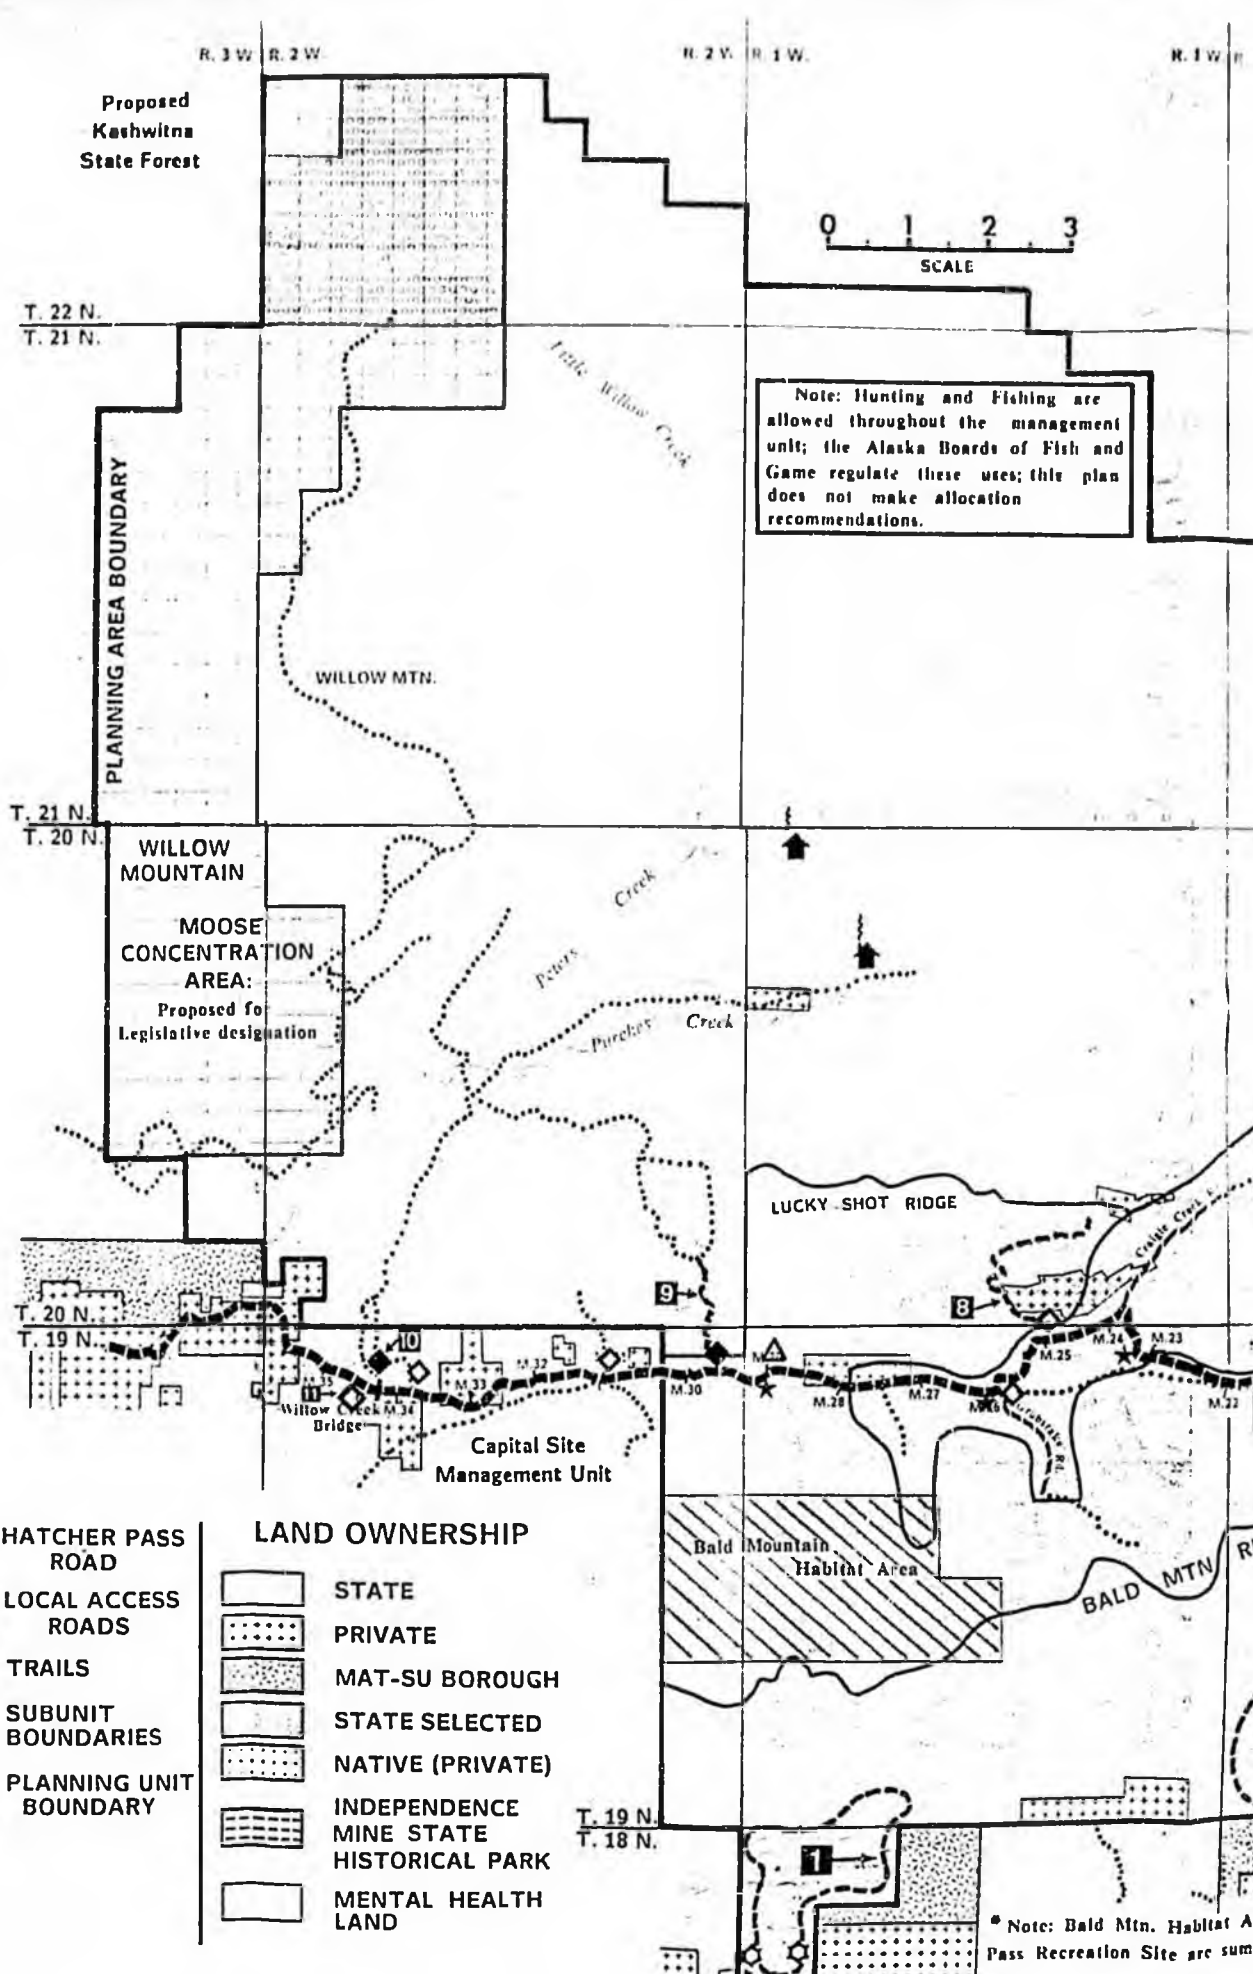 R. 3 W. R. 2 W.
R. 2 W. R. 1 W.
R. 1 W.
Proposed
Kashwitna
State Forest
0 1 2 3
SCALE
T. 22 N.
T. 21 N.
Little Willow Creek
Note: Hunting and Fishing are
allowed throughout the management
unit; the Alaska Boards of Fish and
Game regulate these uses; this plan
does not make allocation
recommendations.
PLANNING AREA BOUNDARY
WILLOW MTN.
T. 21 N.
T. 20 N.
WILLOW
MOUNTAIN
MOOSE
CONCENTRATION
AREA:
Proposed fo
Legislative designation
Peters Creek
Purches Creek
LUCKY SHOT RIDGE
Craigie Creek
9
8
T. 20 N.
T. 19 N.
10
11
M.35
M.34
M.33
M.32
M.30
M.28
M.27
M.26
M.25
M.24
M.23
M.22
Willow Creek
Bridge
Capital Site
Management Unit
Bald Mountain
Habitat Area
BALD MTN
HATCHER PASS
ROAD
LOCAL ACCESS
ROADS
TRAILS
SUBUNIT
BOUNDARIES
PLANNING UNIT
BOUNDARY
LAND OWNERSHIP
STATE
PRIVATE
MAT-SU BOROUGH
STATE SELECTED
NATIVE (PRIVATE)
INDEPENDENCE
MINE STATE
HISTORICAL PARK
MENTAL HEALTH
LAND
T. 19 N.
T. 18 N.
1
* Note: Bald Mtn. Habitat A
Pass Recreation Site are sum